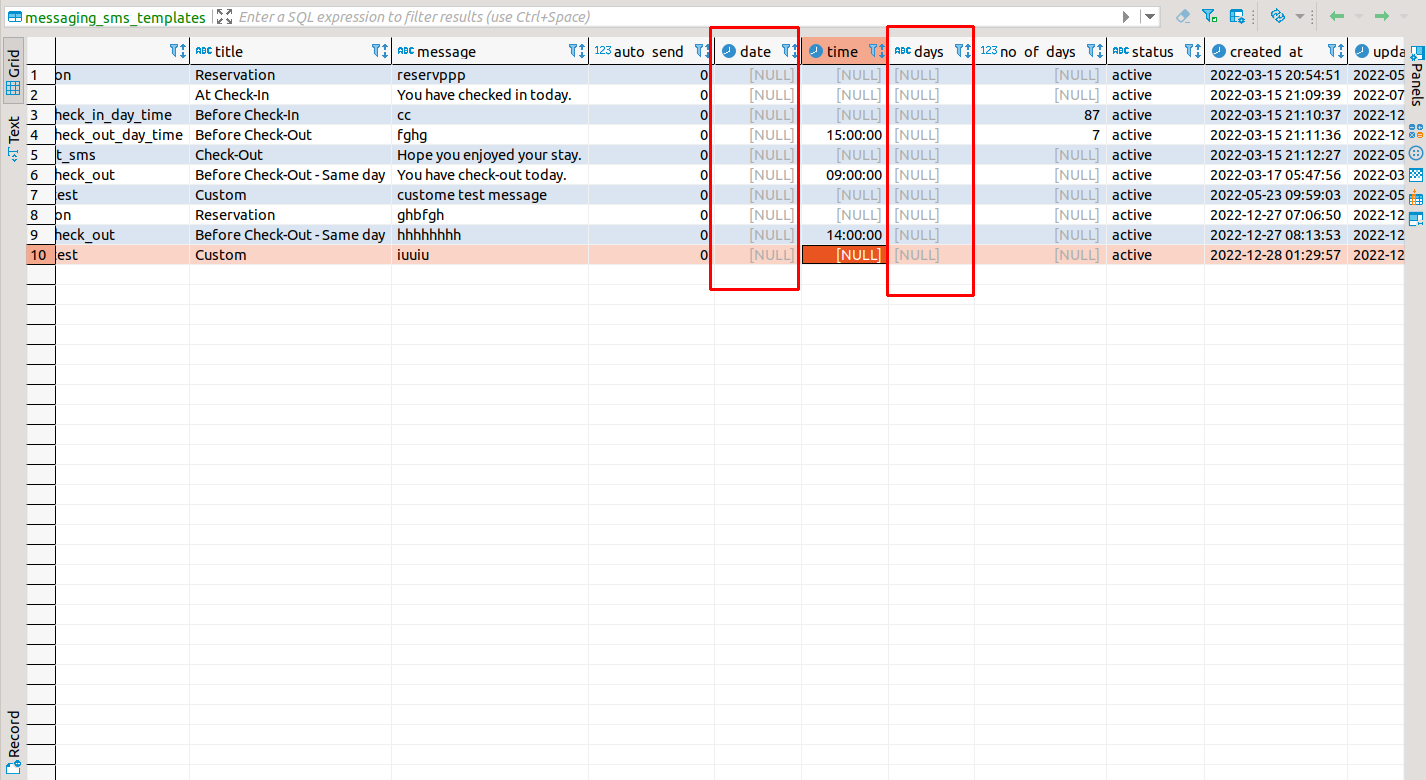 messaging_sms_templates Enter a SQL expression to filter results (use Ctrl+Space)
Grid
Text
Record
Panels
ABC title ABC message 123 auto_send date time ABC days 123 no_of_days ABC status created_at upda
1 on Reservation reservppp 0 [NULL] [NULL] [NULL] [NULL] active 2022-03-15 20:54:51 2022-05
2 At Check-In You have checked in today. 0 [NULL] [NULL] [NULL] [NULL] active 2022-03-15 21:09:39 2022-07
3 heck_in_day_time Before Check-In cc 0 [NULL] [NULL] [NULL] 87 active 2022-03-15 21:10:37 2022-12
4 heck_out_day_time Before Check-Out fghg 0 [NULL] 15:00:00 [NULL] 7 active 2022-03-15 21:11:36 2022-12
5 t_sms Check-Out Hope you enjoyed your stay. 0 [NULL] [NULL] [NULL] [NULL] active 2022-03-15 21:12:27 2022-05
6 heck_out Before Check-Out - Same day You have check-out today. 0 [NULL] 09:00:00 [NULL] [NULL] active 2022-03-17 05:47:56 2022-03
7 test Custom custome test message 0 [NULL] [NULL] [NULL] [NULL] active 2022-05-23 09:59:03 2022-05
8 on Reservation ghbfgh 0 [NULL] [NULL] [NULL] [NULL] active 2022-12-27 07:06:50 2022-12
9 heck_out Before Check-Out - Same day hhhhhhhh 0 [NULL] 14:00:00 [NULL] [NULL] active 2022-12-27 08:13:53 2022-12
10 test Custom iuuiu 0 [NULL] [NULL] [NULL] [NULL] active 2022-12-28 01:29:57 2022-12